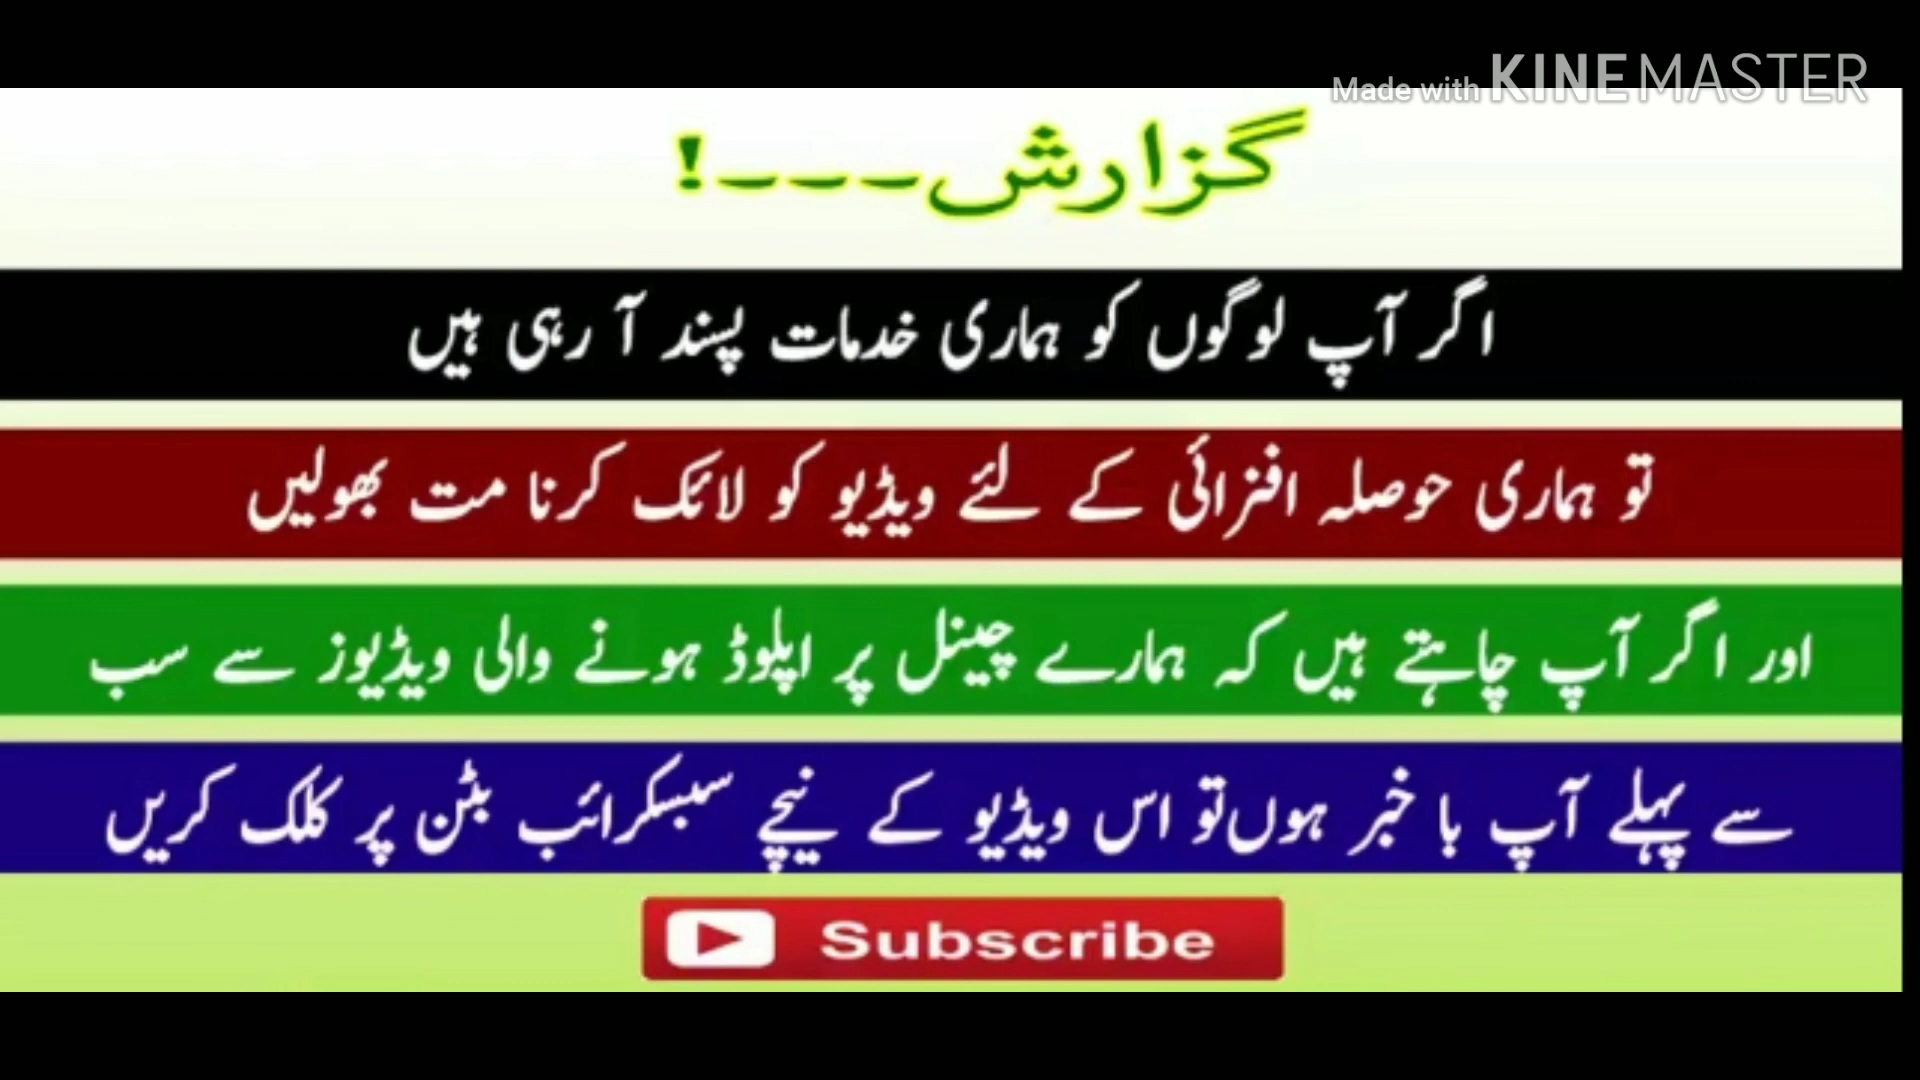 Made with KINEMASTER
گزارش---!
اگر آپ لوگوں کو ہماری خدمات پسند آ رہی ہیں
تو ہماری حوصلہ افزائی کے لئے ویڈیو کو لائک کرنا مت بھولیں
اور اگر آپ چاہتے ہیں کہ ہمارے چینل پر اپلوڈ ہونے والی ویڈیوز سے سب
سے پہلے آپ با خبر ہوں تو اس ویڈیو کے نیچے سبسکرائب بٹن پر کلک کریں
Subscribe